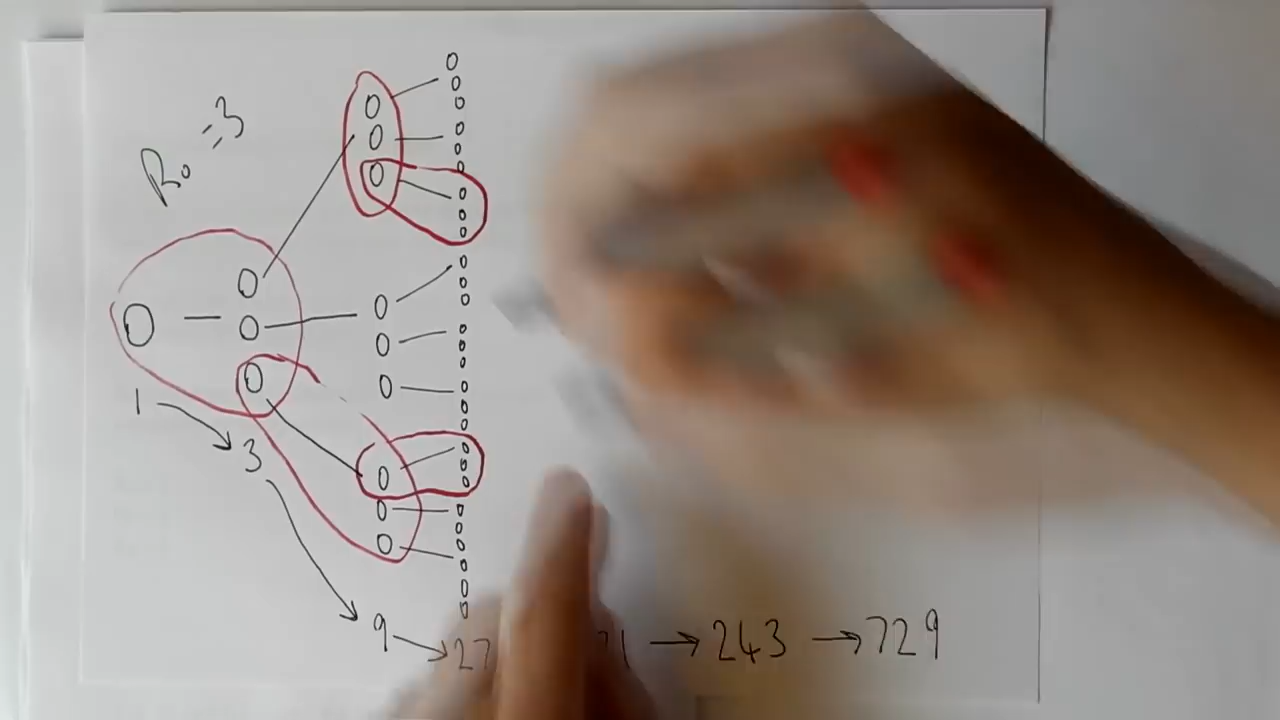 R₀ = 3
1 → 3
→ 9 → 27
→ 243 → 729